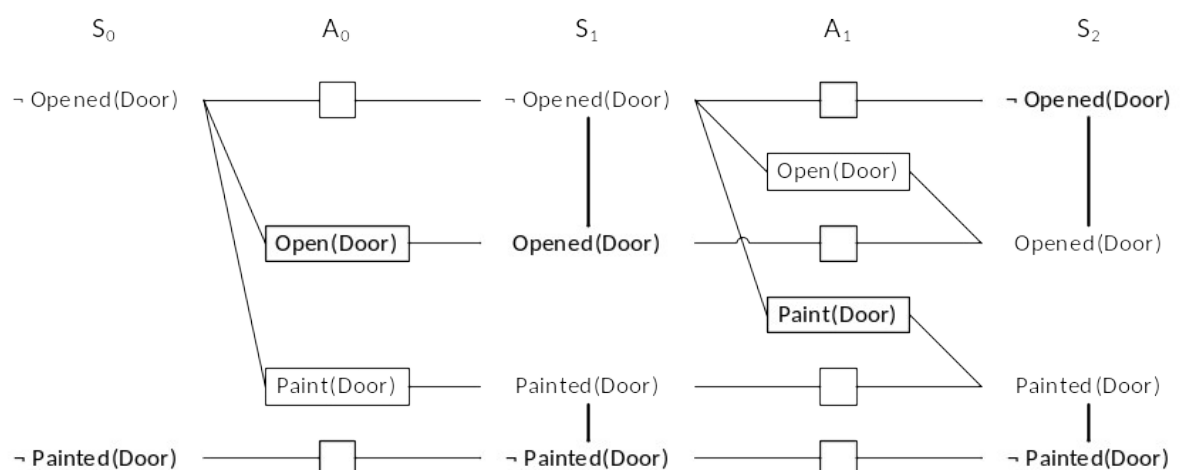 S₀ A₀ S₁ A₁ S₂
¬ Opened(Door) ¬ Opened(Door) ¬ Opened(Door)
Open(Door)
Open(Door) Opened(Door) Opened(Door)
Paint(Door)
Paint(Door) Painted(Door) Painted(Door)
¬ Painted(Door) ¬ Painted(Door) ¬ Painted(Door)